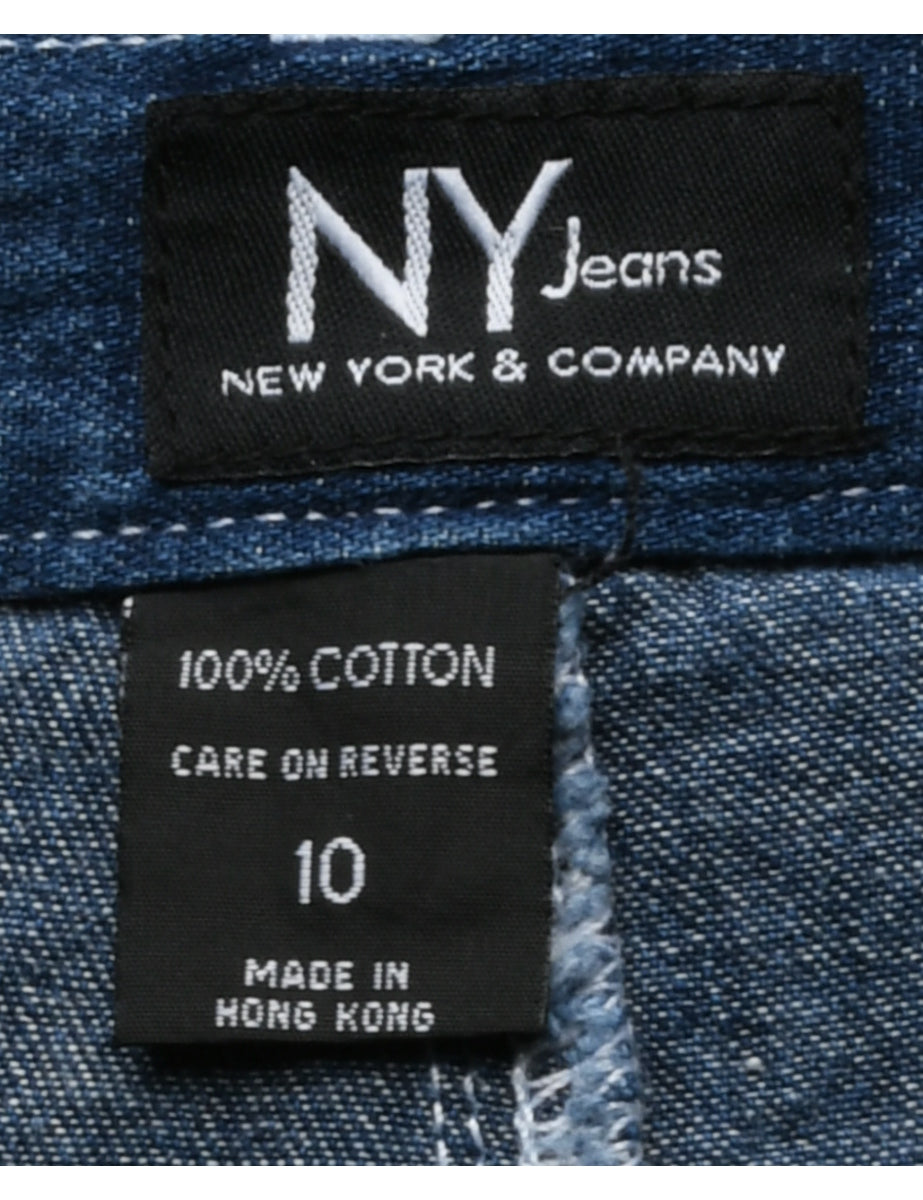 NY Jeans
NEW YORK & COMPANY
100% COTTON
CARE ON REVERSE
10
MADE IN
HONG KONG